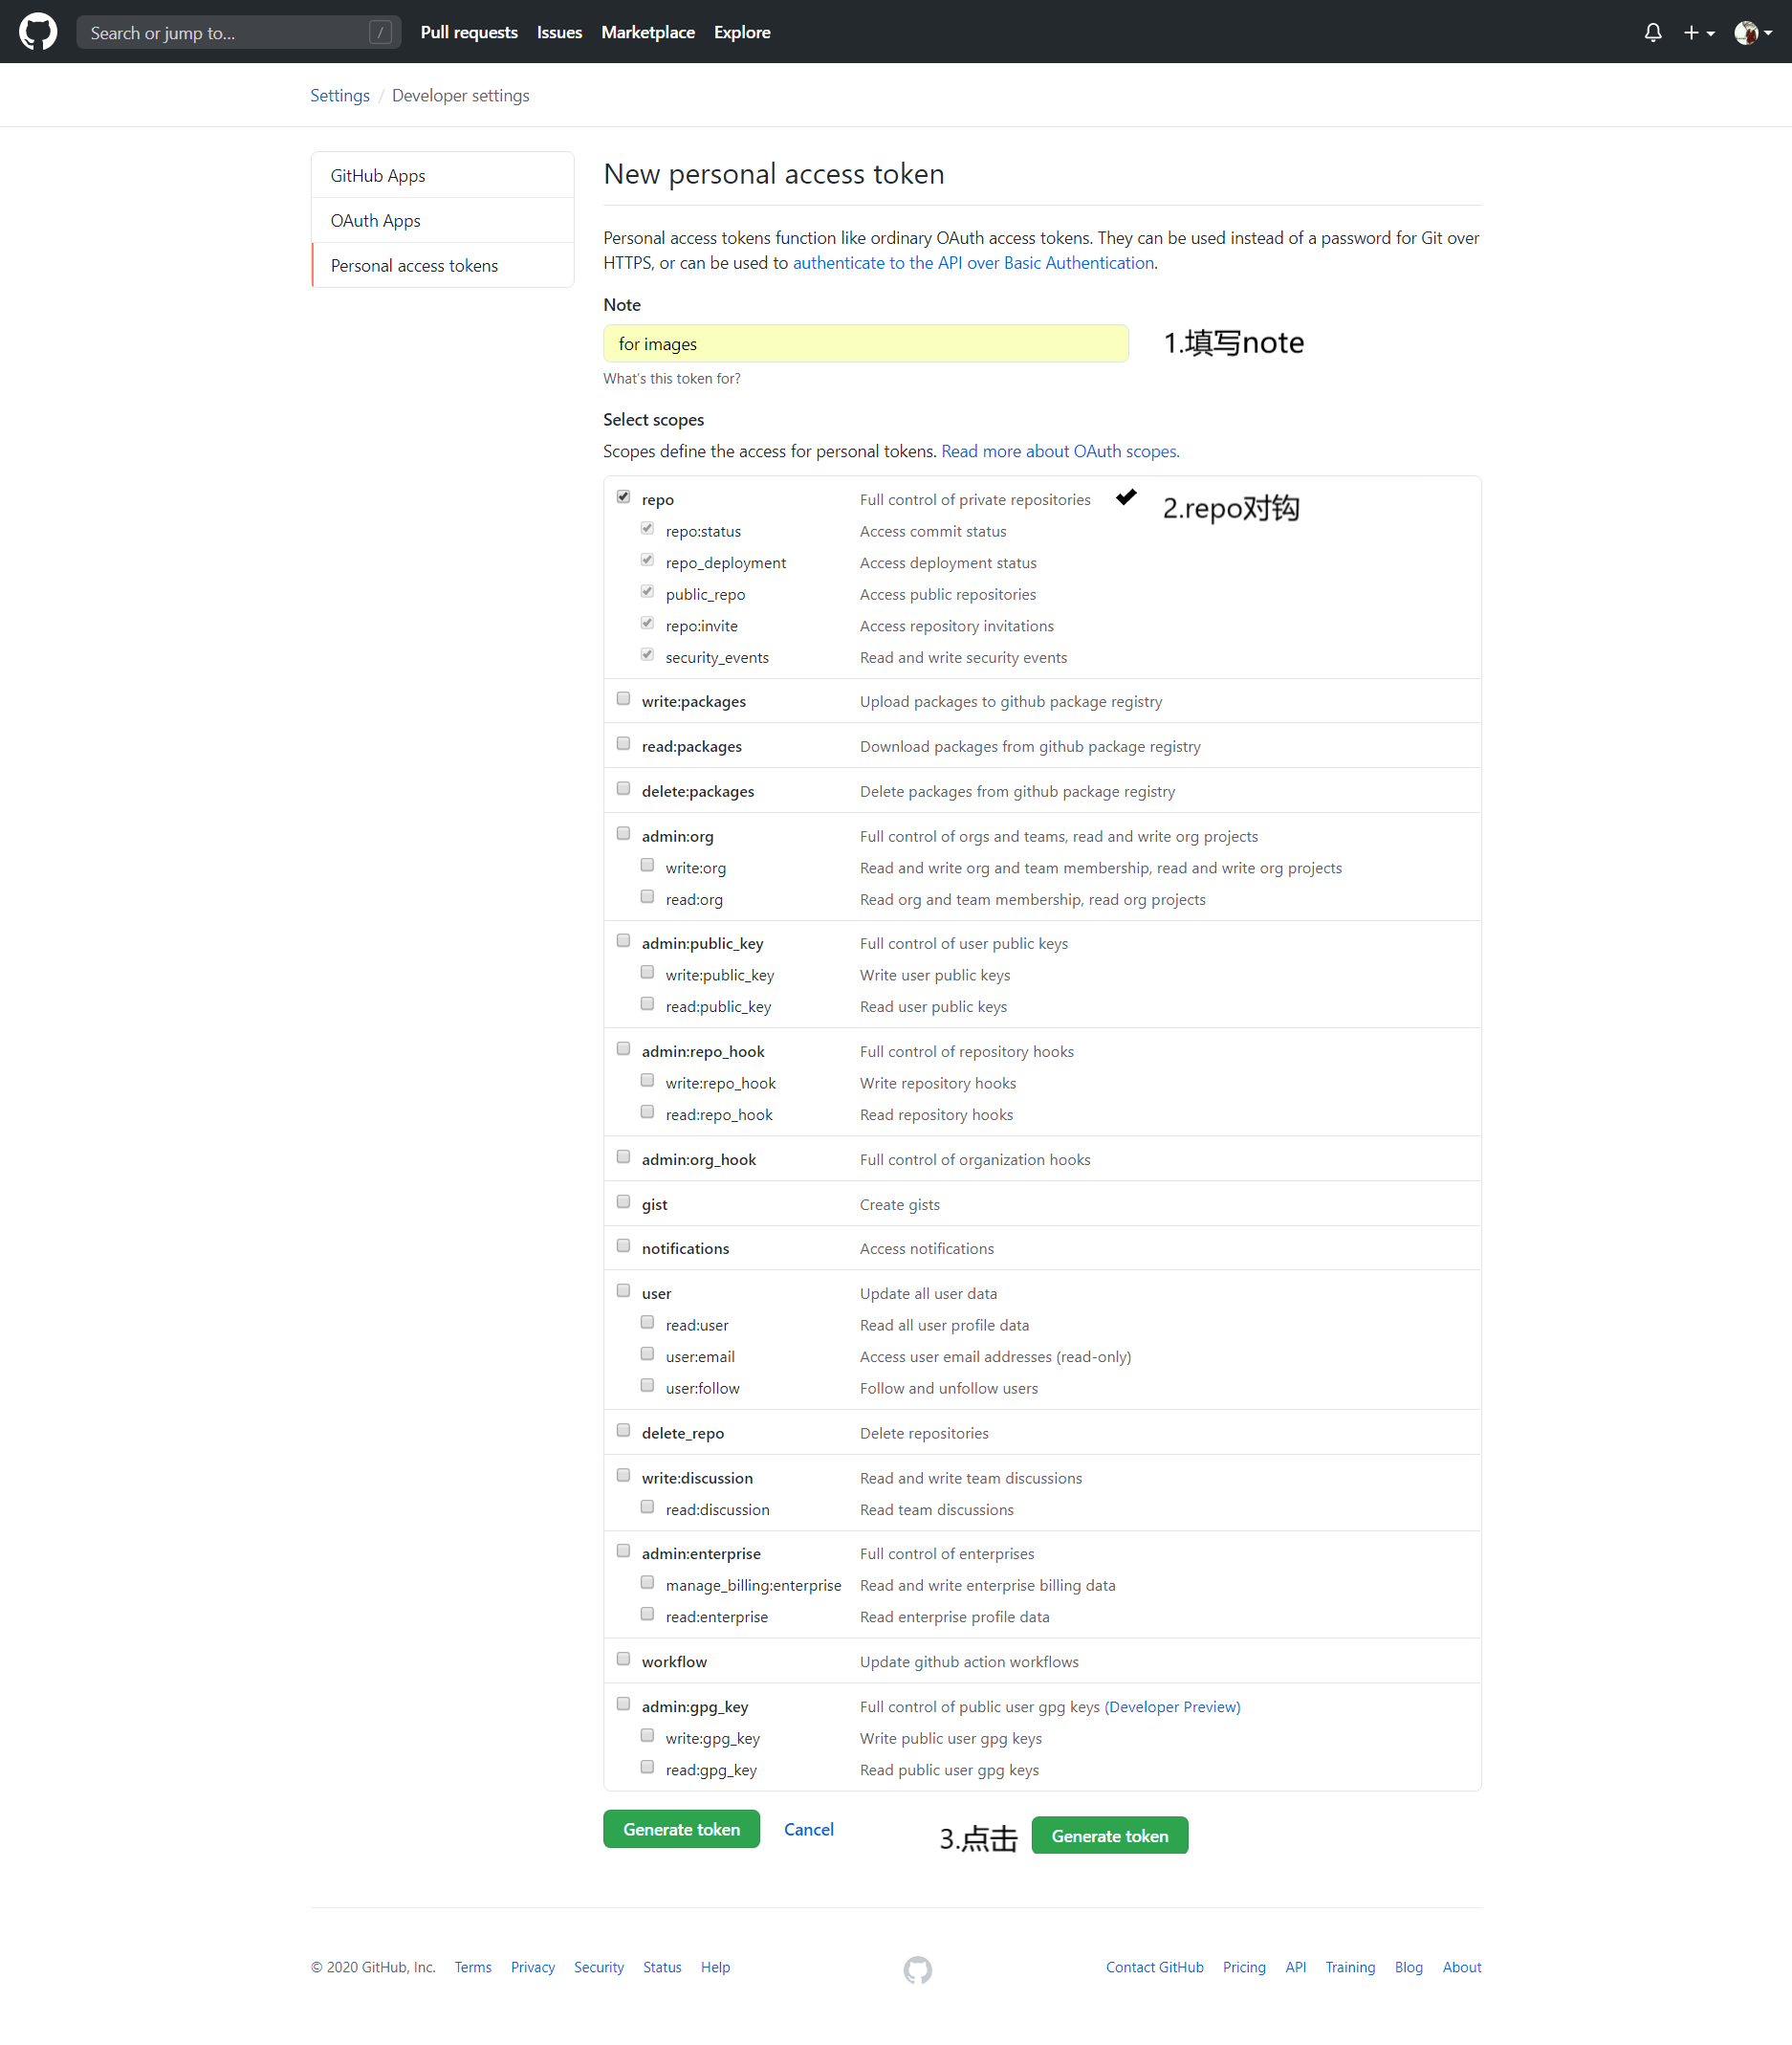 Search or jump to... /
Pull requests Issues Marketplace Explore
Settings / Developer settings
GitHub Apps
OAuth Apps
Personal access tokens
New personal access token
Personal access tokens function like ordinary OAuth access tokens. They can be used instead of a password for Git over
HTTPS, or can be used to authenticate to the API over Basic Authentication.
Note
for images
1.填写note
What's this token for?
Select scopes
Scopes define the access for personal tokens. Read more about OAuth scopes.
repo Full control of private repositories
2.repo对钩
repo:status Access commit status
repo_deployment Access deployment status
public_repo Access public repositories
repo:invite Access repository invitations
security_events Read and write security events
write:packages Upload packages to github package registry
read:packages Download packages from github package registry
delete:packages Delete packages from github package registry
admin:org Full control of orgs and teams, read and write org projects
write:org Read and write org and team membership, read and write org projects
read:org Read org and team membership, read org projects
admin:public_key Full control of user public keys
write:public_key Write user public keys
read:public_key Read user public keys
admin:repo_hook Full control of repository hooks
write:repo_hook Write repository hooks
read:repo_hook Read repository hooks
admin:org_hook Full control of organization hooks
gist Create gists
notifications Access notifications
user Update all user data
read:user Read all user profile data
user:email Access user email addresses (read-only)
user:follow Follow and unfollow users
delete_repo Delete repositories
write:discussion Read and write team discussions
read:discussion Read team discussions
admin:enterprise Full control of enterprises
manage_billing:enterprise Read and write enterprise billing data
read:enterprise Read enterprise profile data
workflow Update github action workflows
admin:gpg_key Full control of public user gpg keys (Developer Preview)
write:gpg_key Write public user gpg keys
read:gpg_key Read public user gpg keys
Generate token Cancel
3.点击 Generate token
© 2020 GitHub, Inc. Terms Privacy Security Status Help
Contact GitHub Pricing API Training Blog About